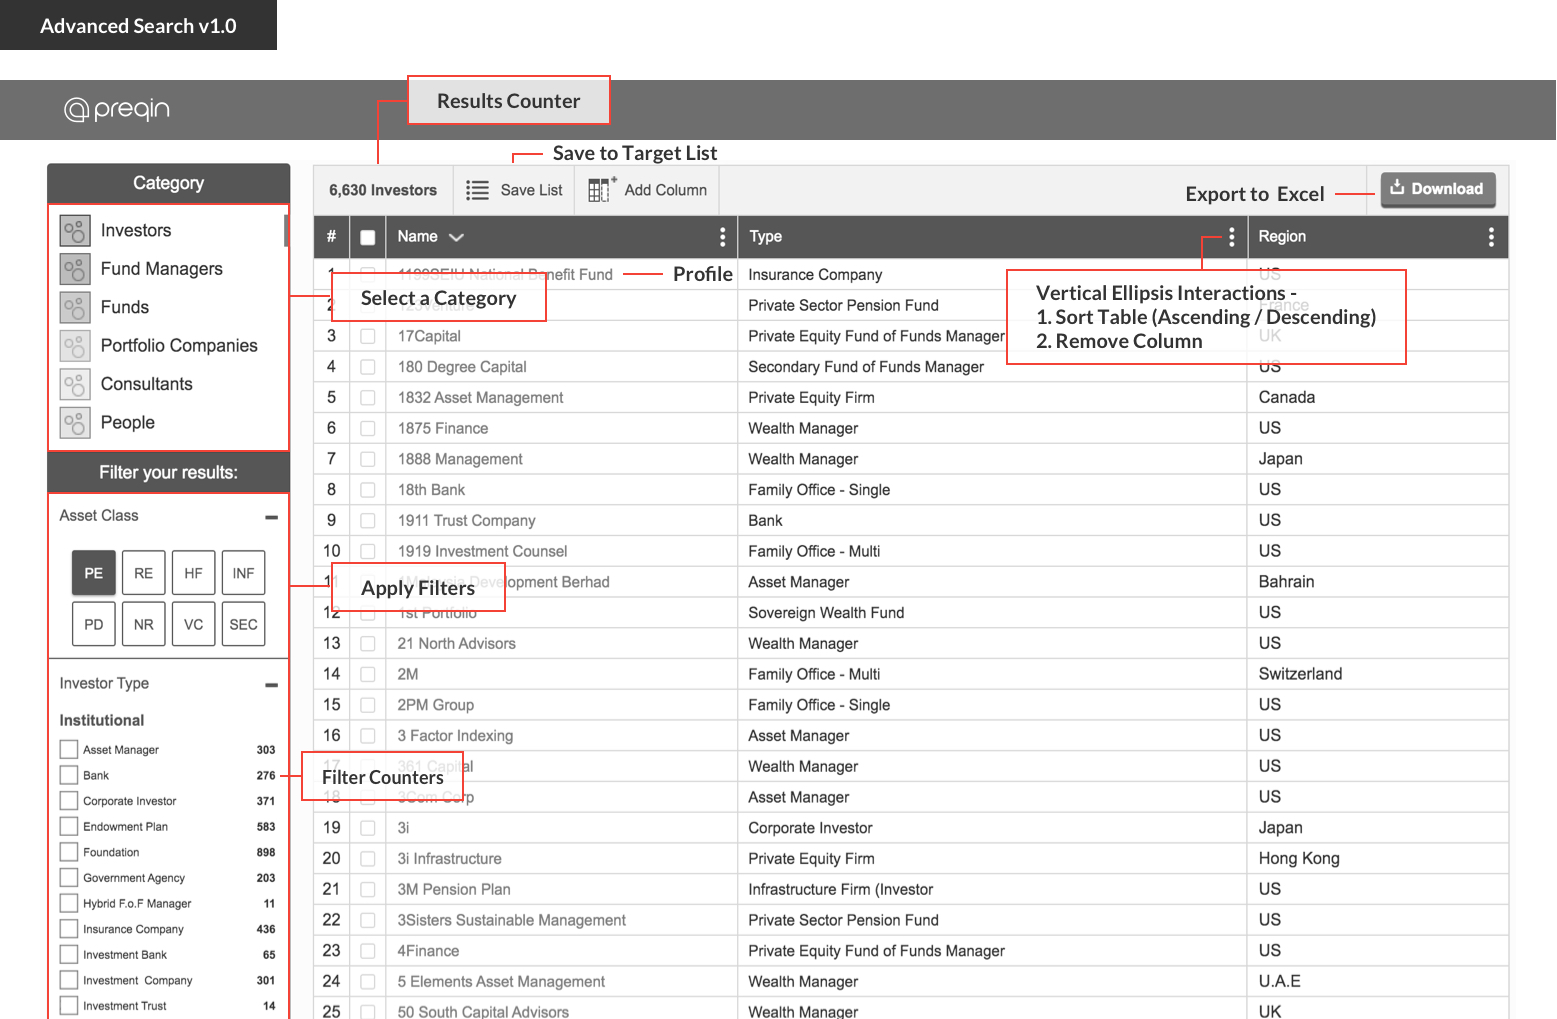 Advanced Search v1.0
preqin
Results Counter
Save to Target List
Category
6,630 Investors
Save List
Add Column
Export to Excel
Download
Investors
Fund Managers
Funds
Portfolio Companies
Consultants
People
Select a Category
Filter your results:
Asset Class
PE RE HF INF
PD NR VC SEC
Apply Filters
Investor Type
Institutional
Asset Manager 303
Bank 276
Corporate Investor 371
Endowment Plan 583
Foundation 898
Government Agency 203
Hybrid F.o.F Manager 11
Insurance Company 436
Investment Bank 65
Investment Company 301
Investment Trust 14
Filter Counters
# Name Type Region
1 1199SEIU National Benefit Fund Insurance Company US
Profile
Vertical Ellipsis Interactions -
1. Sort Table (Ascending / Descending)
2. Remove Column
2 Private Sector Pension Fund France
3 17Capital Private Equity Fund of Funds Manager UK
4 180 Degree Capital Secondary Fund of Funds Manager US
5 1832 Asset Management Private Equity Firm Canada
6 1875 Finance Wealth Manager US
7 1888 Management Wealth Manager Japan
8 18th Bank Family Office - Single US
9 1911 Trust Company Bank US
10 1919 Investment Counsel Family Office - Multi US
11 1Malaysia Development Berhad Asset Manager Bahrain
12 1st Portfolio Sovereign Wealth Fund US
13 21 North Advisors Wealth Manager US
14 2M Family Office - Multi Switzerland
15 2PM Group Family Office - Single US
16 3 Factor Indexing Asset Manager US
17 361 Capital Wealth Manager US
18 3Com Corp Asset Manager US
19 3i Corporate Investor Japan
20 3i Infrastructure Private Equity Firm Hong Kong
21 3M Pension Plan Infrastructure Firm (Investor US
22 3Sisters Sustainable Management Private Sector Pension Fund US
23 4Finance Private Equity Fund of Funds Manager US
24 5 Elements Asset Management Wealth Manager U.A.E
25 50 South Capital Advisors Wealth Manager UK